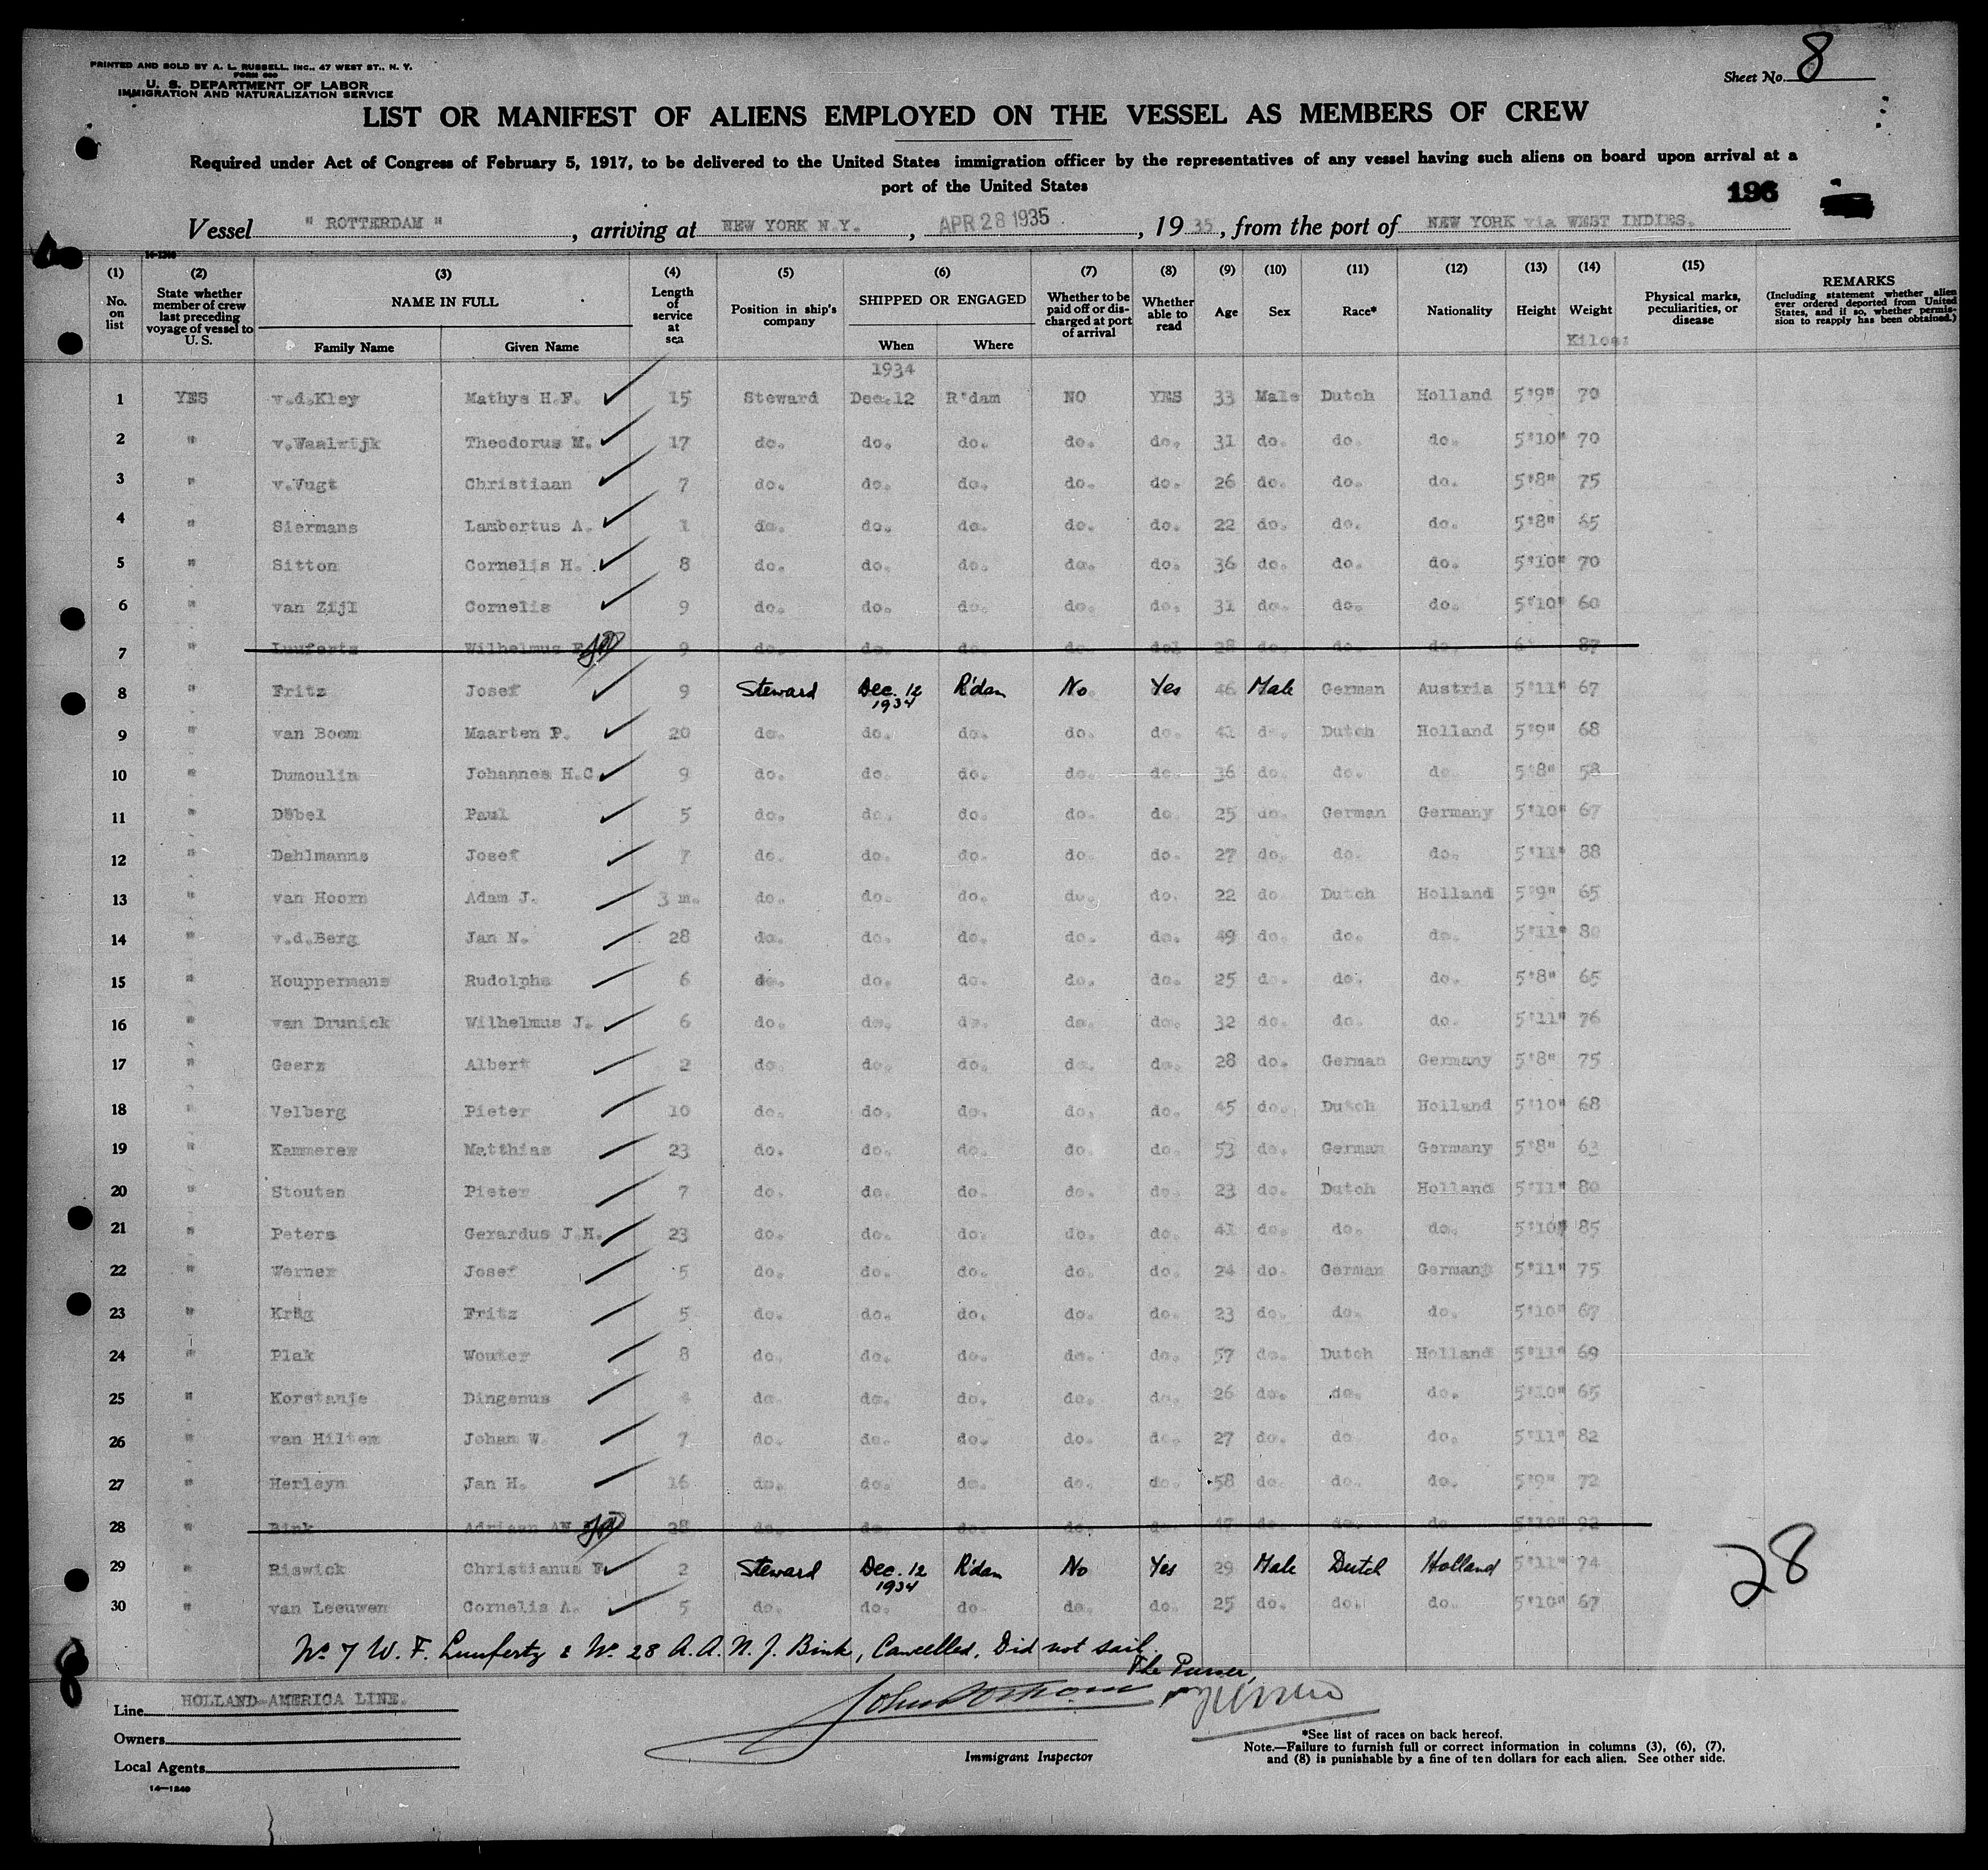 PRINTED AND SOLD BY A. L. RUSSELL, INC., 47 WEST ST., N. Y.
FORM 680
U. S. DEPARTMENT OF LABOR
IMMIGRATION AND NATURALIZATION SERVICE
Sheet No. 8
LIST OR MANIFEST OF ALIENS EMPLOYED ON THE VESSEL AS MEMBERS OF CREW
Required under Act of Congress of February 5, 1917, to be delivered to the United States immigration officer by the representatives of any vessel having such aliens on board upon arrival at a
port of the United States
196
Vessel " ROTTERDAM " , arriving at NEW YORK N.Y. , APR 28 1935 , 19 35 , from the port of NEW YORK via WEST INDIES.
14-1240
(1) (2) (3) (4) (5) (6) (7) (8) (9) (10) (11) (12) (13) (14) (15)
No. on list | State whether member of crew last preceding voyage of vessel to U. S. | NAME IN FULL | Length of service at sea | Position in ship's company | SHIPPED OR ENGAGED | Whether to be paid off or discharged at port of arrival | Whether able to read | Age | Sex | Race* | Nationality | Height | Weight | Physical marks, peculiarities, or disease | REMARKS (Including statement whether alien ever ordered deported from United States, and if so, whether permission to reapply has been obtained.)
Family Name | Given Name | When | Where | Kilos:
1934
1 YES v.d.Kley Mathys H.F. 15 Steward Dec.12 R'dam NO YES 33 Male Dutch Holland 5'9" 70
2 " v.Waalwijk Theodorus M. 17 do. do. do. do. do. 31 do. do. do. 5'10" 70
3 " v.Vugt Christiaan 7 do. do. do. do. do. 26 do. do. do. 5'8" 75
4 " Siermans Lambertus A. 1 do. do. do. do. do. 22 do. do. do. 5'8" 65
5 " Sitton Cornelis H. 8 do. do. do. do. do. 36 do. do. do. 5'10" 70
6 " van Zijl Cornelis 9 do. do. do. do. do. 31 do. do. do. 5'10" 60
7 " Luuferts Wilhelmus F. 9 do. do. do. do. do. 28 do. do. do. 6' 87
8 " Fritz Josef 9 Steward Dec. 12 1934 R'dam No Yes 46 Male German Austria 5'11" 67
9 " van Boom Maarten P. 20 do. do. do. do. do. 41 do. Dutch Holland 5'9" 68
10 " Dumoulin Johannes H.C. 9 do. do. do. do. do. 36 do. do. do. 5'8" 58
11 " Döbel Paul 5 do. do. do. do. do. 25 do. German Germany 5'10" 67
12 " Dahlmanns Josef 7 do. do. do. do. do. 27 do. do. do. 5'11" 88
13 " van Hoorn Adam J. 3 m. do. do. do. do. do. 22 do. Dutch Holland 5'9" 65
14 " v.d.Berg Jan N. 28 do. do. do. do. do. 49 do. do. do. 5'11" 80
15 " Houppermans Rudolphs 6 do. do. do. do. do. 25 do. do. do. 5'8" 65
16 " van Drunick Wilhelmus J. 6 do. do. do. do. do. 32 do. do. do. 5'11" 76
17 " Geerz Albert 2 do. do. do. do. do. 28 do. German Germany 5'8" 75
18 " Velberg Pieter 10 do. do. do. do. do. 45 do. Dutch Holland 5'10" 68
19 " Kammerer Matthias 23 do. do. do. do. do. 53 do. German Germany 5'8" 63
20 " Stouten Pieter 7 do. do. do. do. do. 23 do. Dutch Holland 5'11" 80
21 " Peters Gerardus J.H. 23 do. do. do. do. do. 41 do. do. do. 5'10" 85
22 " Werner Josef 5 do. do. do. do. do. 24 do. German Germany 5'11" 75
23 " Krüg Fritz 5 do. do. do. do. do. 23 do. do. do. 5'10" 67
24 " Plak Wouter 8 do. do. do. do. do. 57 do. Dutch Holland 5'11" 69
25 " Korstanje Dingenus 4 do. do. do. do. do. 26 do. do. do. 5'10" 65
26 " van Hiltem Johan W. 7 do. do. do. do. do. 27 do. do. do. 5'11" 82
27 " Herleyn Jan H. 16 do. do. do. do. do. 58 do. do. do. 5'9" 72
28 " Bink Adriaan AN 28 do. do. do. do. do. 47 do. do. do. 5'10" 92
29 " Riswick Christianus F. 2 Steward Dec. 12 1934 R'dam No Yes 29 Male Dutch Holland 5'11" 74
30 " van Leeuwen Cornelis A. 5 do. do. do. do. do. 25 do. do. do. 5'10" 67
28
No. 7 W. F. Luufertz & No. 28 A. A. N. J. Bink, Cancelled. Did not sail.
The Purser,
Line HOLLAND-AMERICA LINE.
Owners
Local Agents
14-1240
Immigrant Inspector
*See list of races on back hereof.
Note.—Failure to furnish full or correct information in columns (3), (6), (7),
and (8) is punishable by a fine of ten dollars for each alien. See other side.